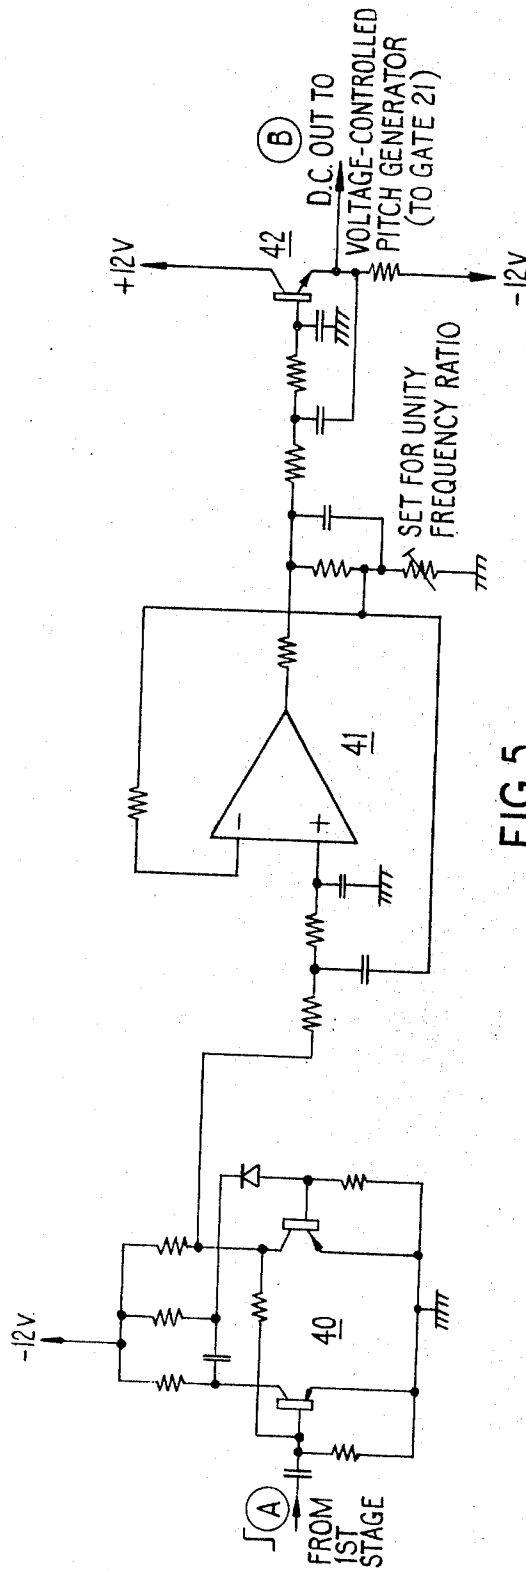 -12V.
A
FROM
1ST
STAGE
40
−
+
41
FIG 5
SET FOR UNITY
FREQUENCY RATIO
+12V
42
B
D.C. OUT TO
VOLTAGE-CONTROLLED
PITCH GENERATOR
(TO GATE 21)
-12V